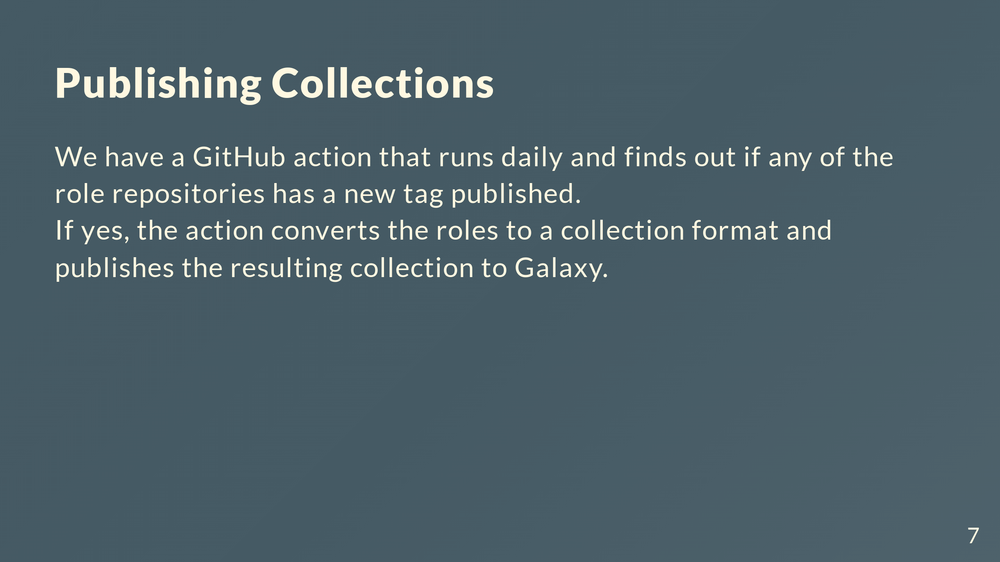 Publishing Collections
We have a GitHub action that runs daily and finds out if any of the
role repositories has a new tag published.
If yes, the action converts the roles to a collection format and
publishes the resulting collection to Galaxy.
7